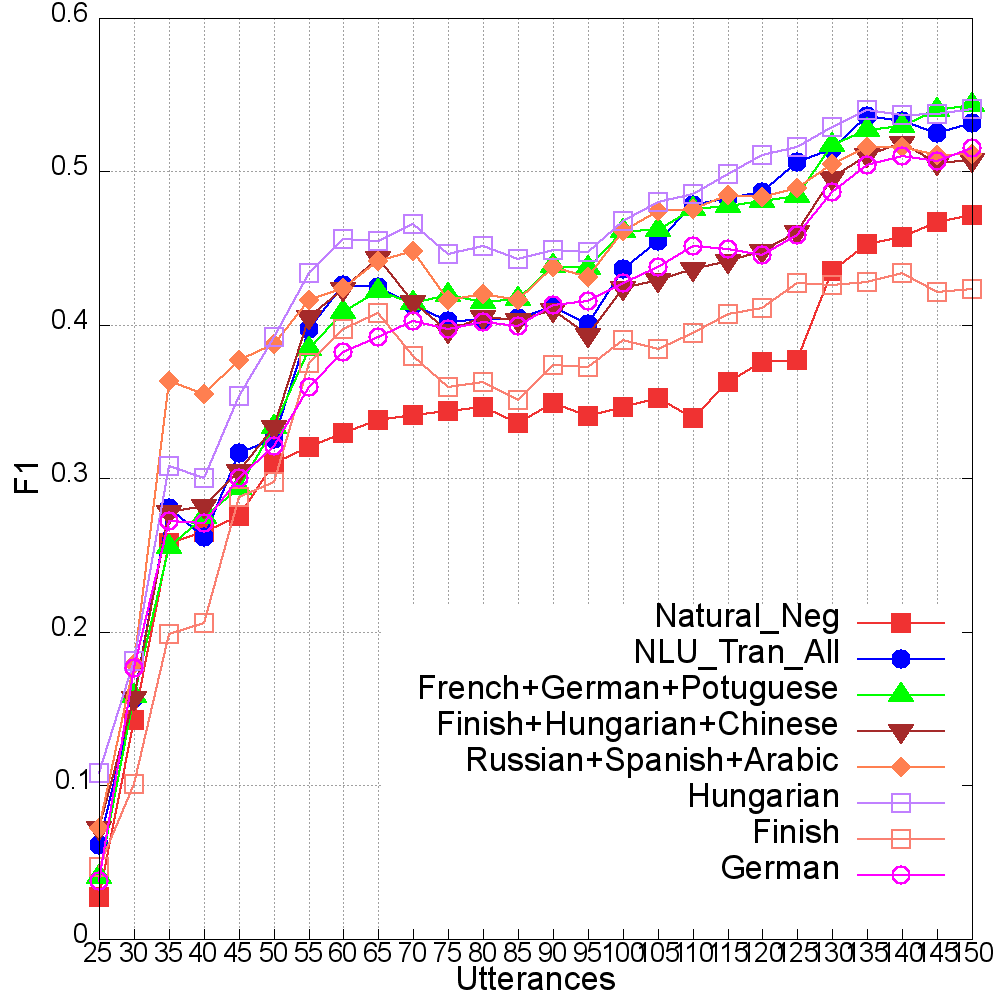 0.6
0.5
0.4
0.3
0.2
0.1
0
F1
Natural_Neg
NLU_Tran_All
French+German+Potuguese
Finish+Hungarian+Chinese
Russian+Spanish+Arabic
Hungarian
Finish
German
25 30 35 40 45 50 55 60 65 70 75 80 85 90 95 100 105 110 115 120 125 130 135 140 145 150
Utterances